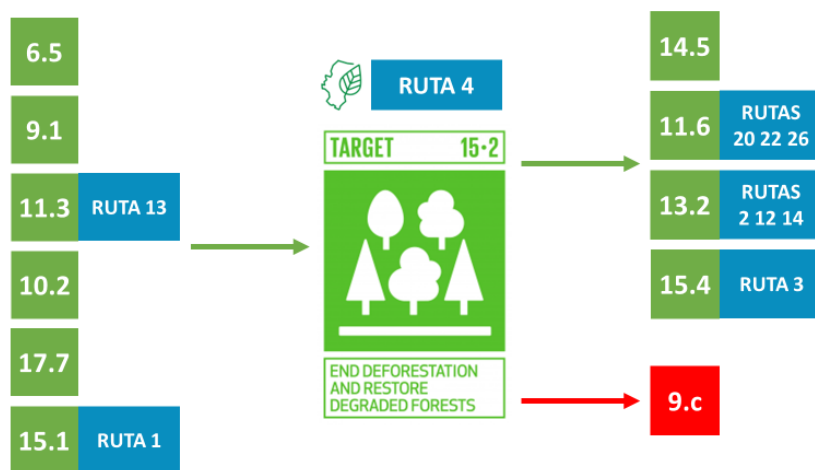 6.5
9.1
11.3 RUTA 13
10.2
17.7
15.1 RUTA 1
RUTA 4
TARGET 15·2
END DEFORESTATION
AND RESTORE
DEGRADED FORESTS
14.5
11.6 RUTAS
20 22 26
13.2 RUTAS
2 12 14
15.4 RUTA 3
9.c